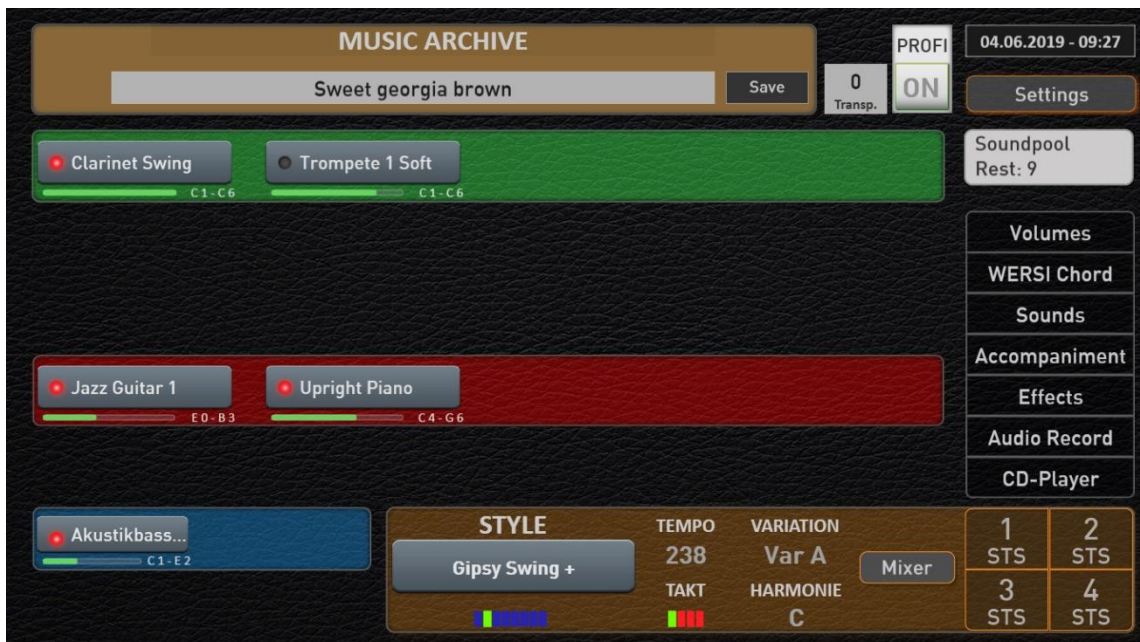 MUSIC ARCHIVE
Sweet georgia brown
Save
0
Transp.
PROFI
ON
04.06.2019 - 09:27
Settings
Clarinet Swing
C1-C6
Trompete 1 Soft
C1-C6
Soundpool
Rest: 9
Volumes
WERSI Chord
Sounds
Accompaniment
Effects
Audio Record
CD-Player
Jazz Guitar 1
E0-B3
Upright Piano
C4-G6
Akustikbass...
C1-E2
STYLE
Gipsy Swing +
TEMPO
238
TAKT
VARIATION
Var A
HARMONIE
C
Mixer
1
STS
2
STS
3
STS
4
STS